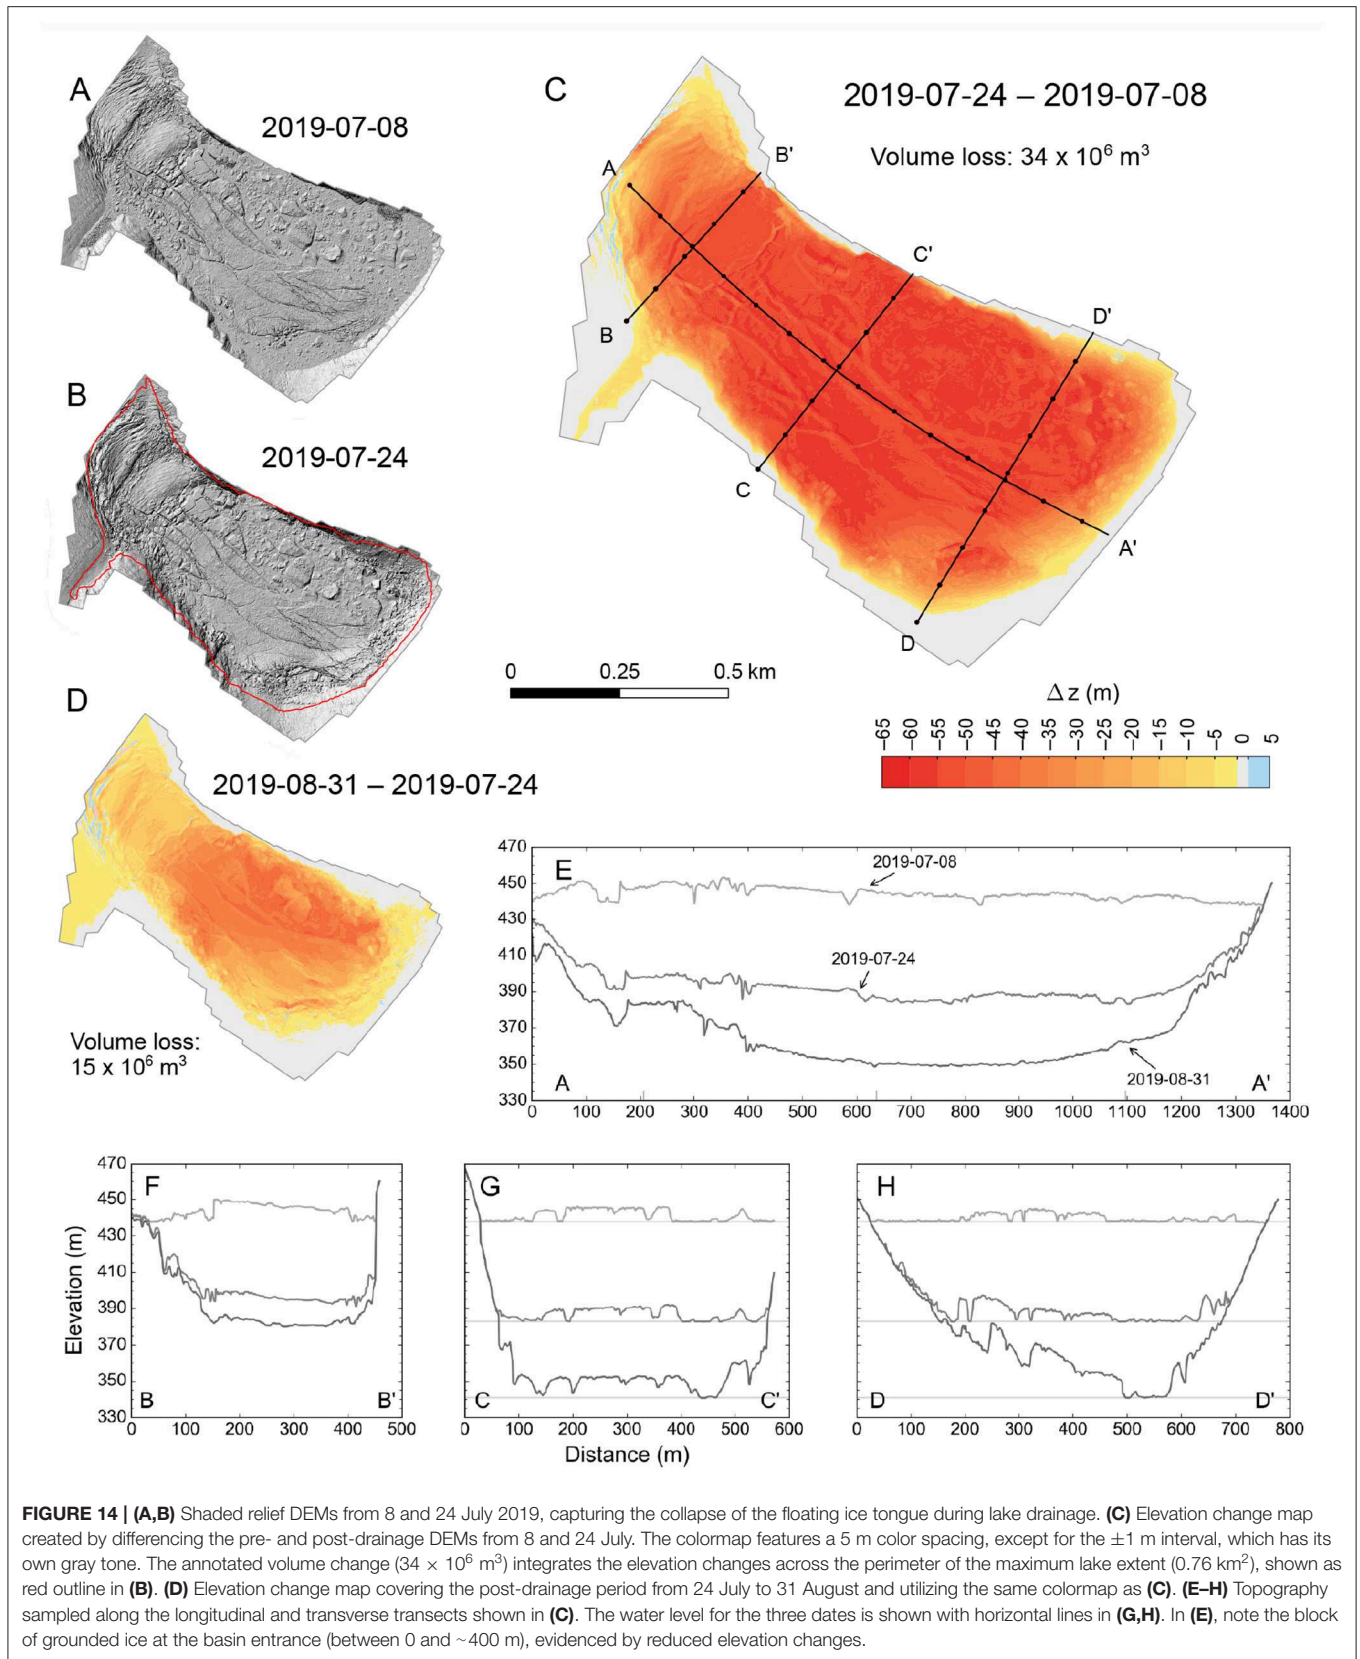 A
2019-07-08
B
2019-07-24
C
2019-07-24 – 2019-07-08
Volume loss: 34 x 10⁶ m³
A
B'
B
C'
C
D'
A'
D
0 0.25 0.5 km
Δ z (m)
–65 –60 –55 –50 –45 –40 –35 –30 –25 –20 –15 –10 –5 0 5
D
2019-08-31 – 2019-07-24
Volume loss:
15 x 10⁶ m³
E
470
450
430
410
390
370
350
330
2019-07-08
2019-07-24
2019-08-31
A A'
0 100 200 300 400 500 600 700 800 900 1000 1100 1200 1300 1400
Elevation (m)
470
450
430
410
390
370
350
330
F
B B'
0 100 200 300 400 500
G
C C'
0 100 200 300 400 500 600
H
D D'
0 100 200 300 400 500 600 700 800
Distance (m)
FIGURE 14 | (A,B) Shaded relief DEMs from 8 and 24 July 2019, capturing the collapse of the floating ice tongue during lake drainage. (C) Elevation change map
created by differencing the pre- and post-drainage DEMs from 8 and 24 July. The colormap features a 5 m color spacing, except for the ±1 m interval, which has its
own gray tone. The annotated volume change (34 × 10⁶ m³) integrates the elevation changes across the perimeter of the maximum lake extent (0.76 km²), shown as
red outline in (B). (D) Elevation change map covering the post-drainage period from 24 July to 31 August and utilizing the same colormap as (C). (E–H) Topography
sampled along the longitudinal and transverse transects shown in (C). The water level for the three dates is shown with horizontal lines in (G,H). In (E), note the block
of grounded ice at the basin entrance (between 0 and ~400 m), evidenced by reduced elevation changes.